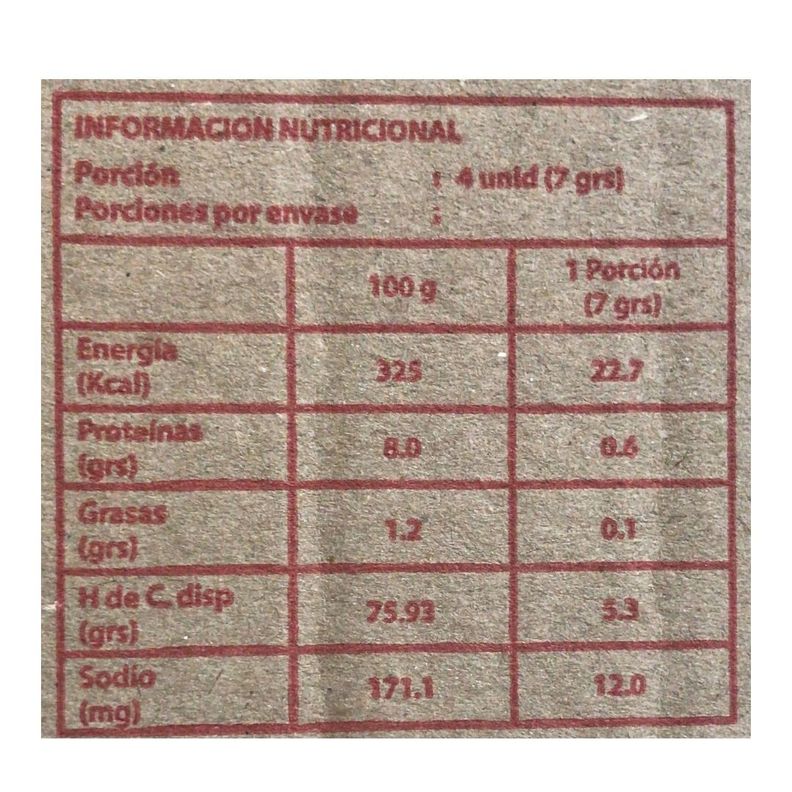 INFORMACION NUTRICIONAL
Porción : 4 unid (7 grs)
Porciones por envase :
100 g 1 Porción (7 grs)
Energía (Kcal) 325 22.7
Proteínas (grs) 8.0 0.6
Grasas (grs) 1.2 0.1
H de C. disp (grs) 75.93 5.3
Sodio (mg) 171.1 12.0